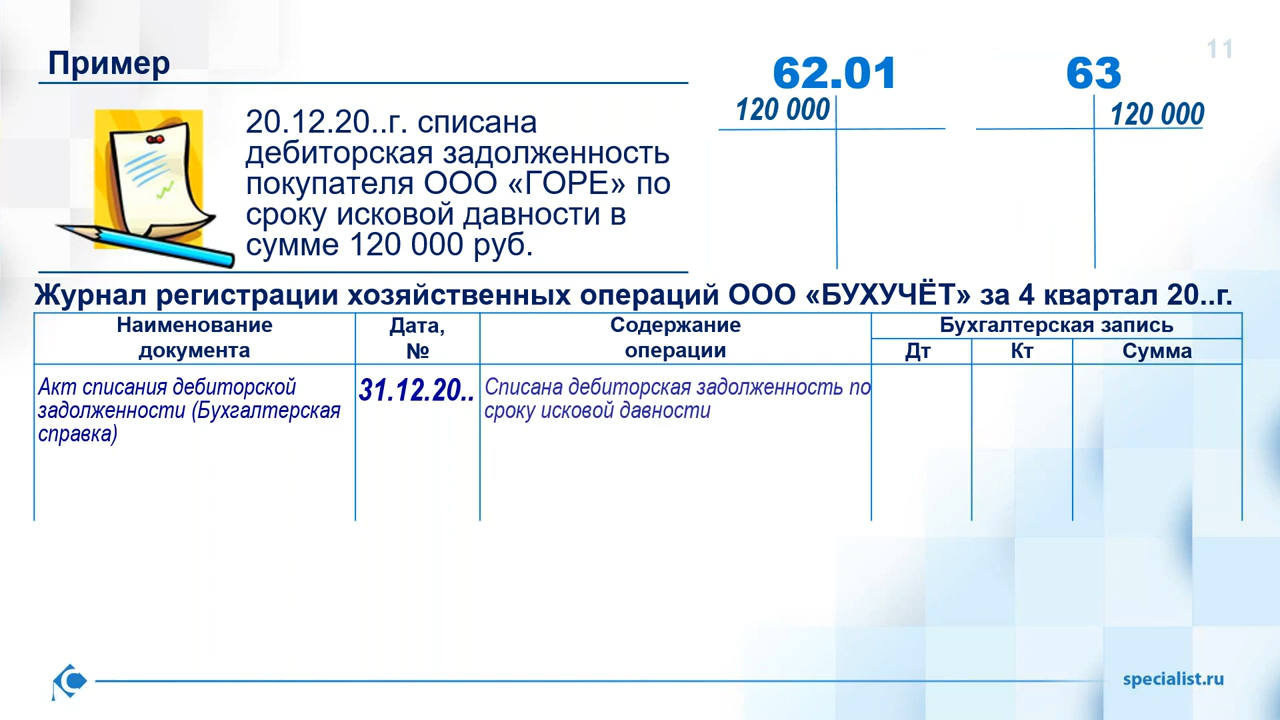 11
Пример
62.01
63
120 000
120 000
20.12.20..г. списана
дебиторская задолженность
покупателя ООО «ГОРЕ» по
сроку исковой давности в
сумме 120 000 руб.
Журнал регистрации хозяйственных операций ООО «БУХУЧЁТ» за 4 квартал 20..г.
Наименование
документа
Дата,
№
Содержание
операции
Бухгалтерская запись
Дт
Кт
Сумма
Акт списания дебиторской
задолженности (Бухгалтерская
справка)
31.12.20..
Списана дебиторская задолженность по
сроку исковой давности
specialist.ru